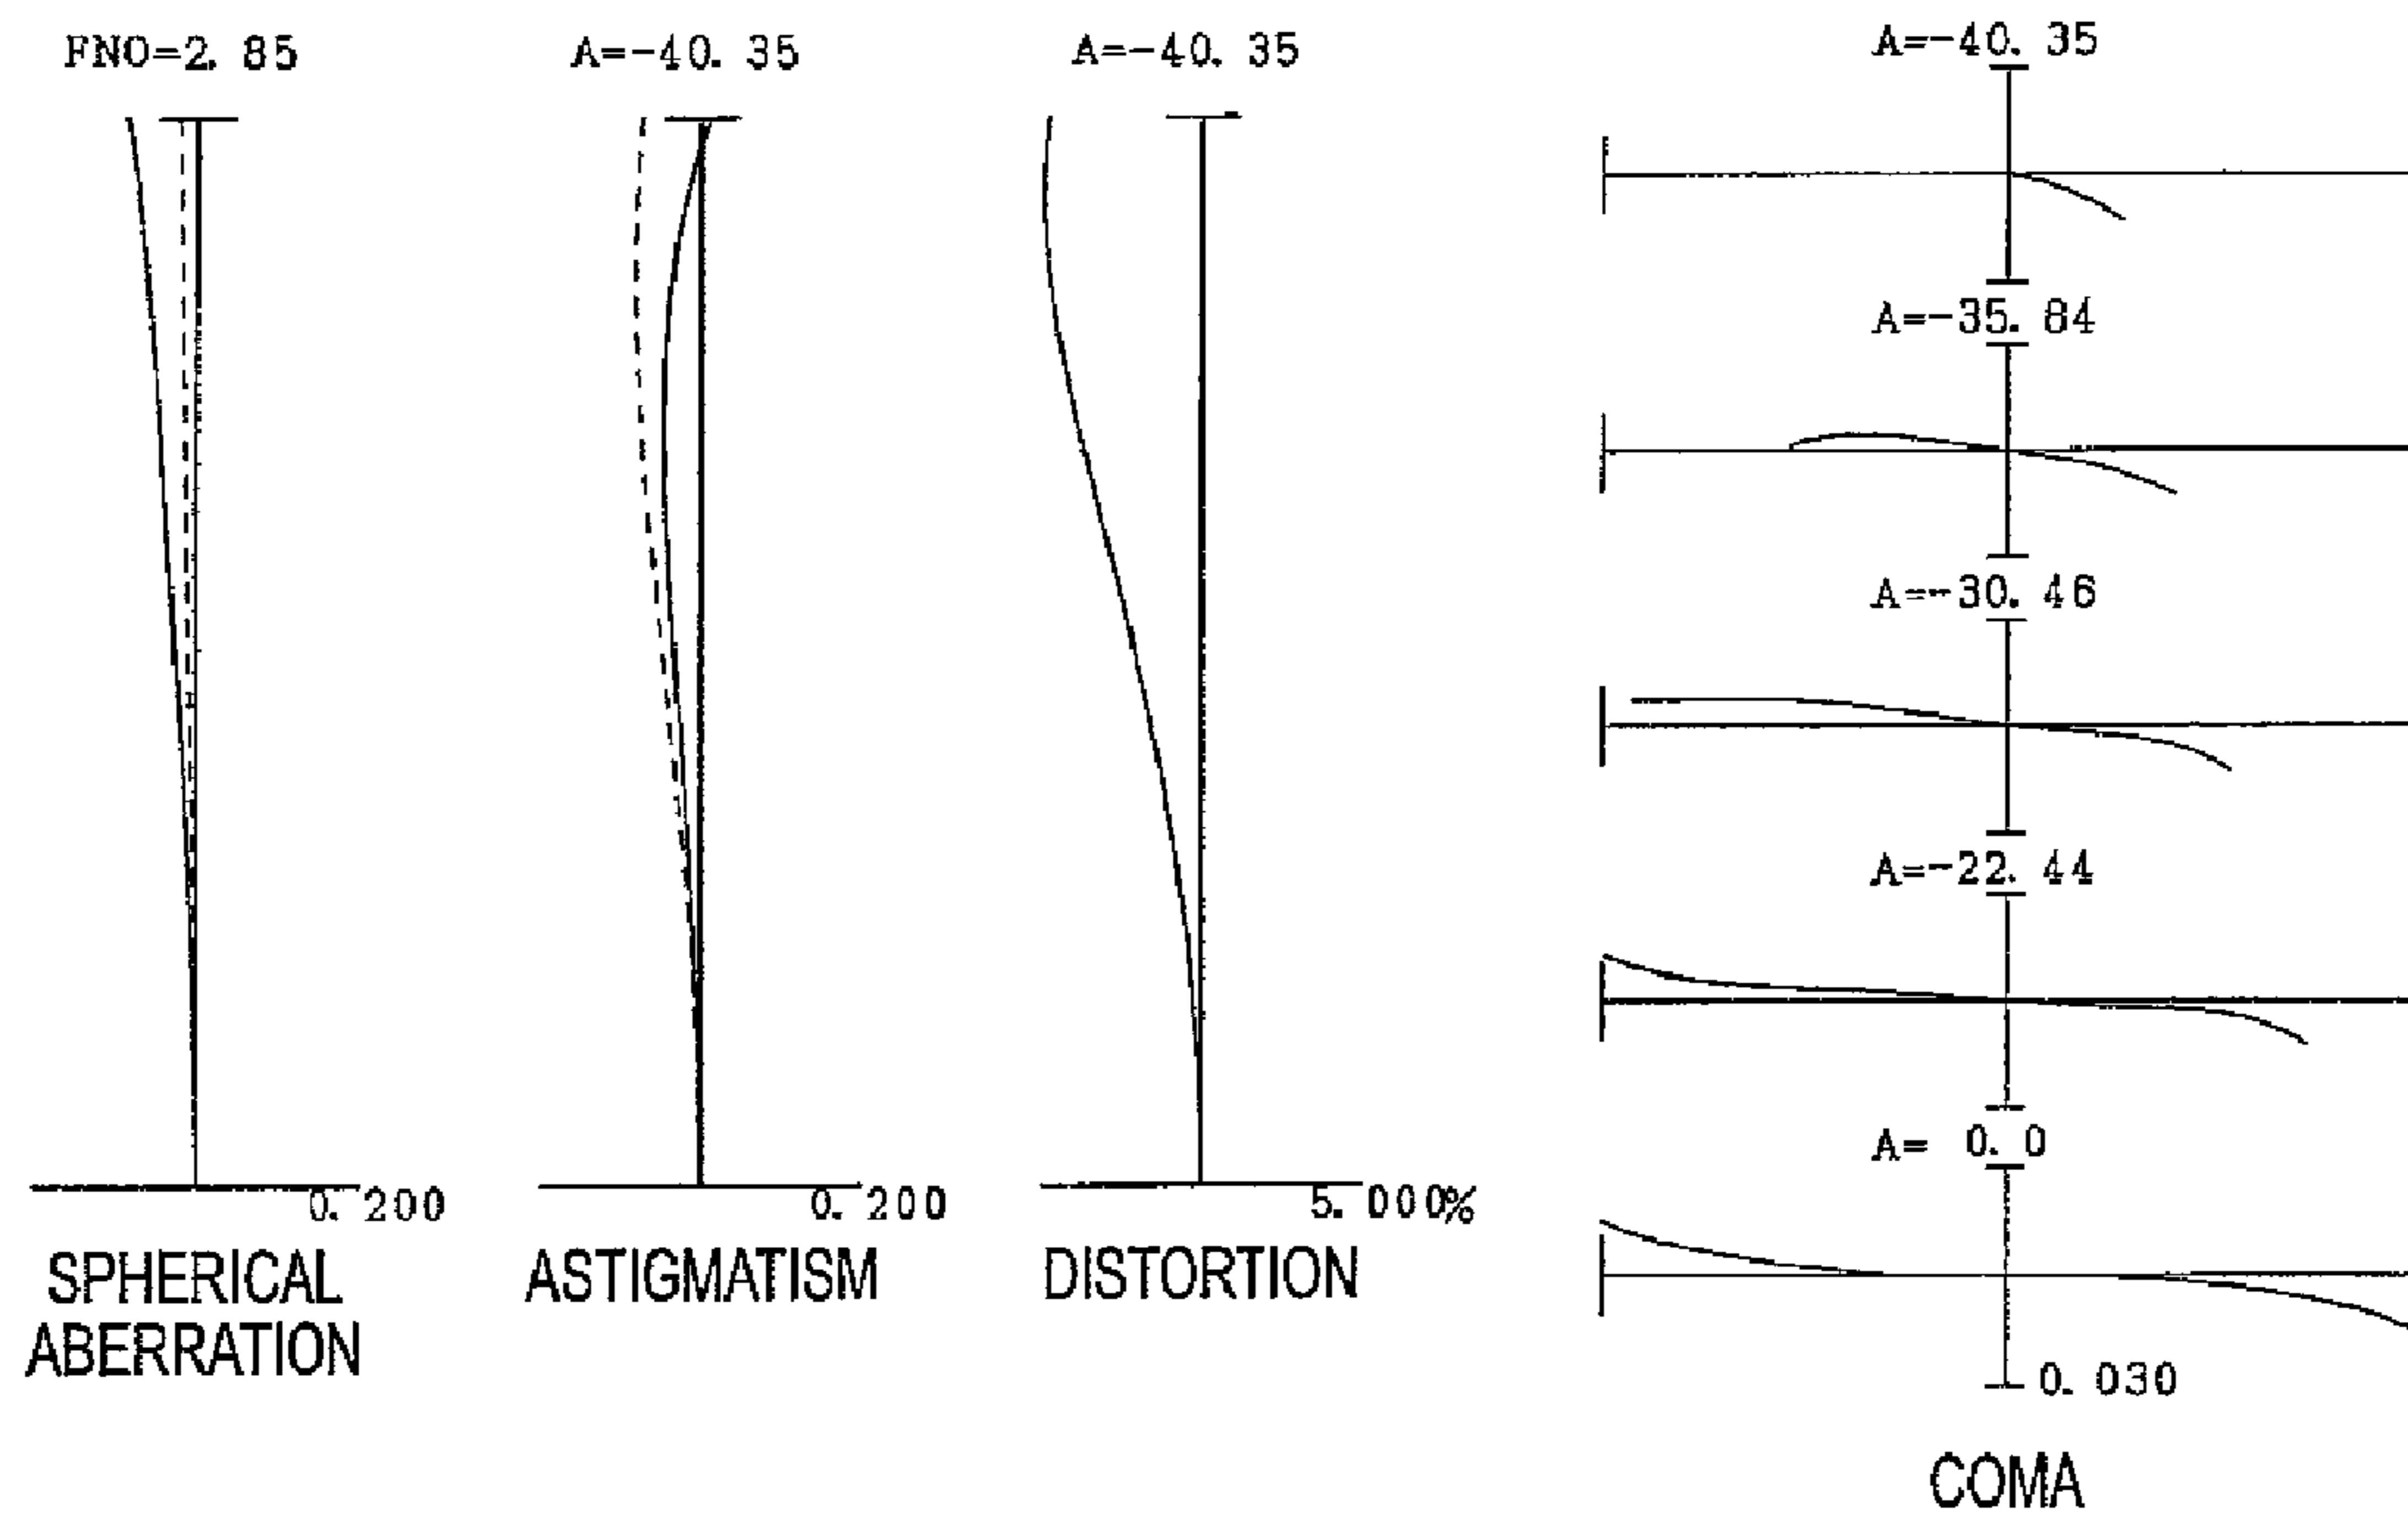 FNO=2. 85
A=-40. 35
A=-40. 35
0. 200
0. 200
5. 000%
SPHERICAL
ABERRATION
ASTIGMATISM
DISTORTION
A=-40. 35
A=-35. 84
A=-30. 46
A=-22. 44
A= 0. 0
0. 030
COMA